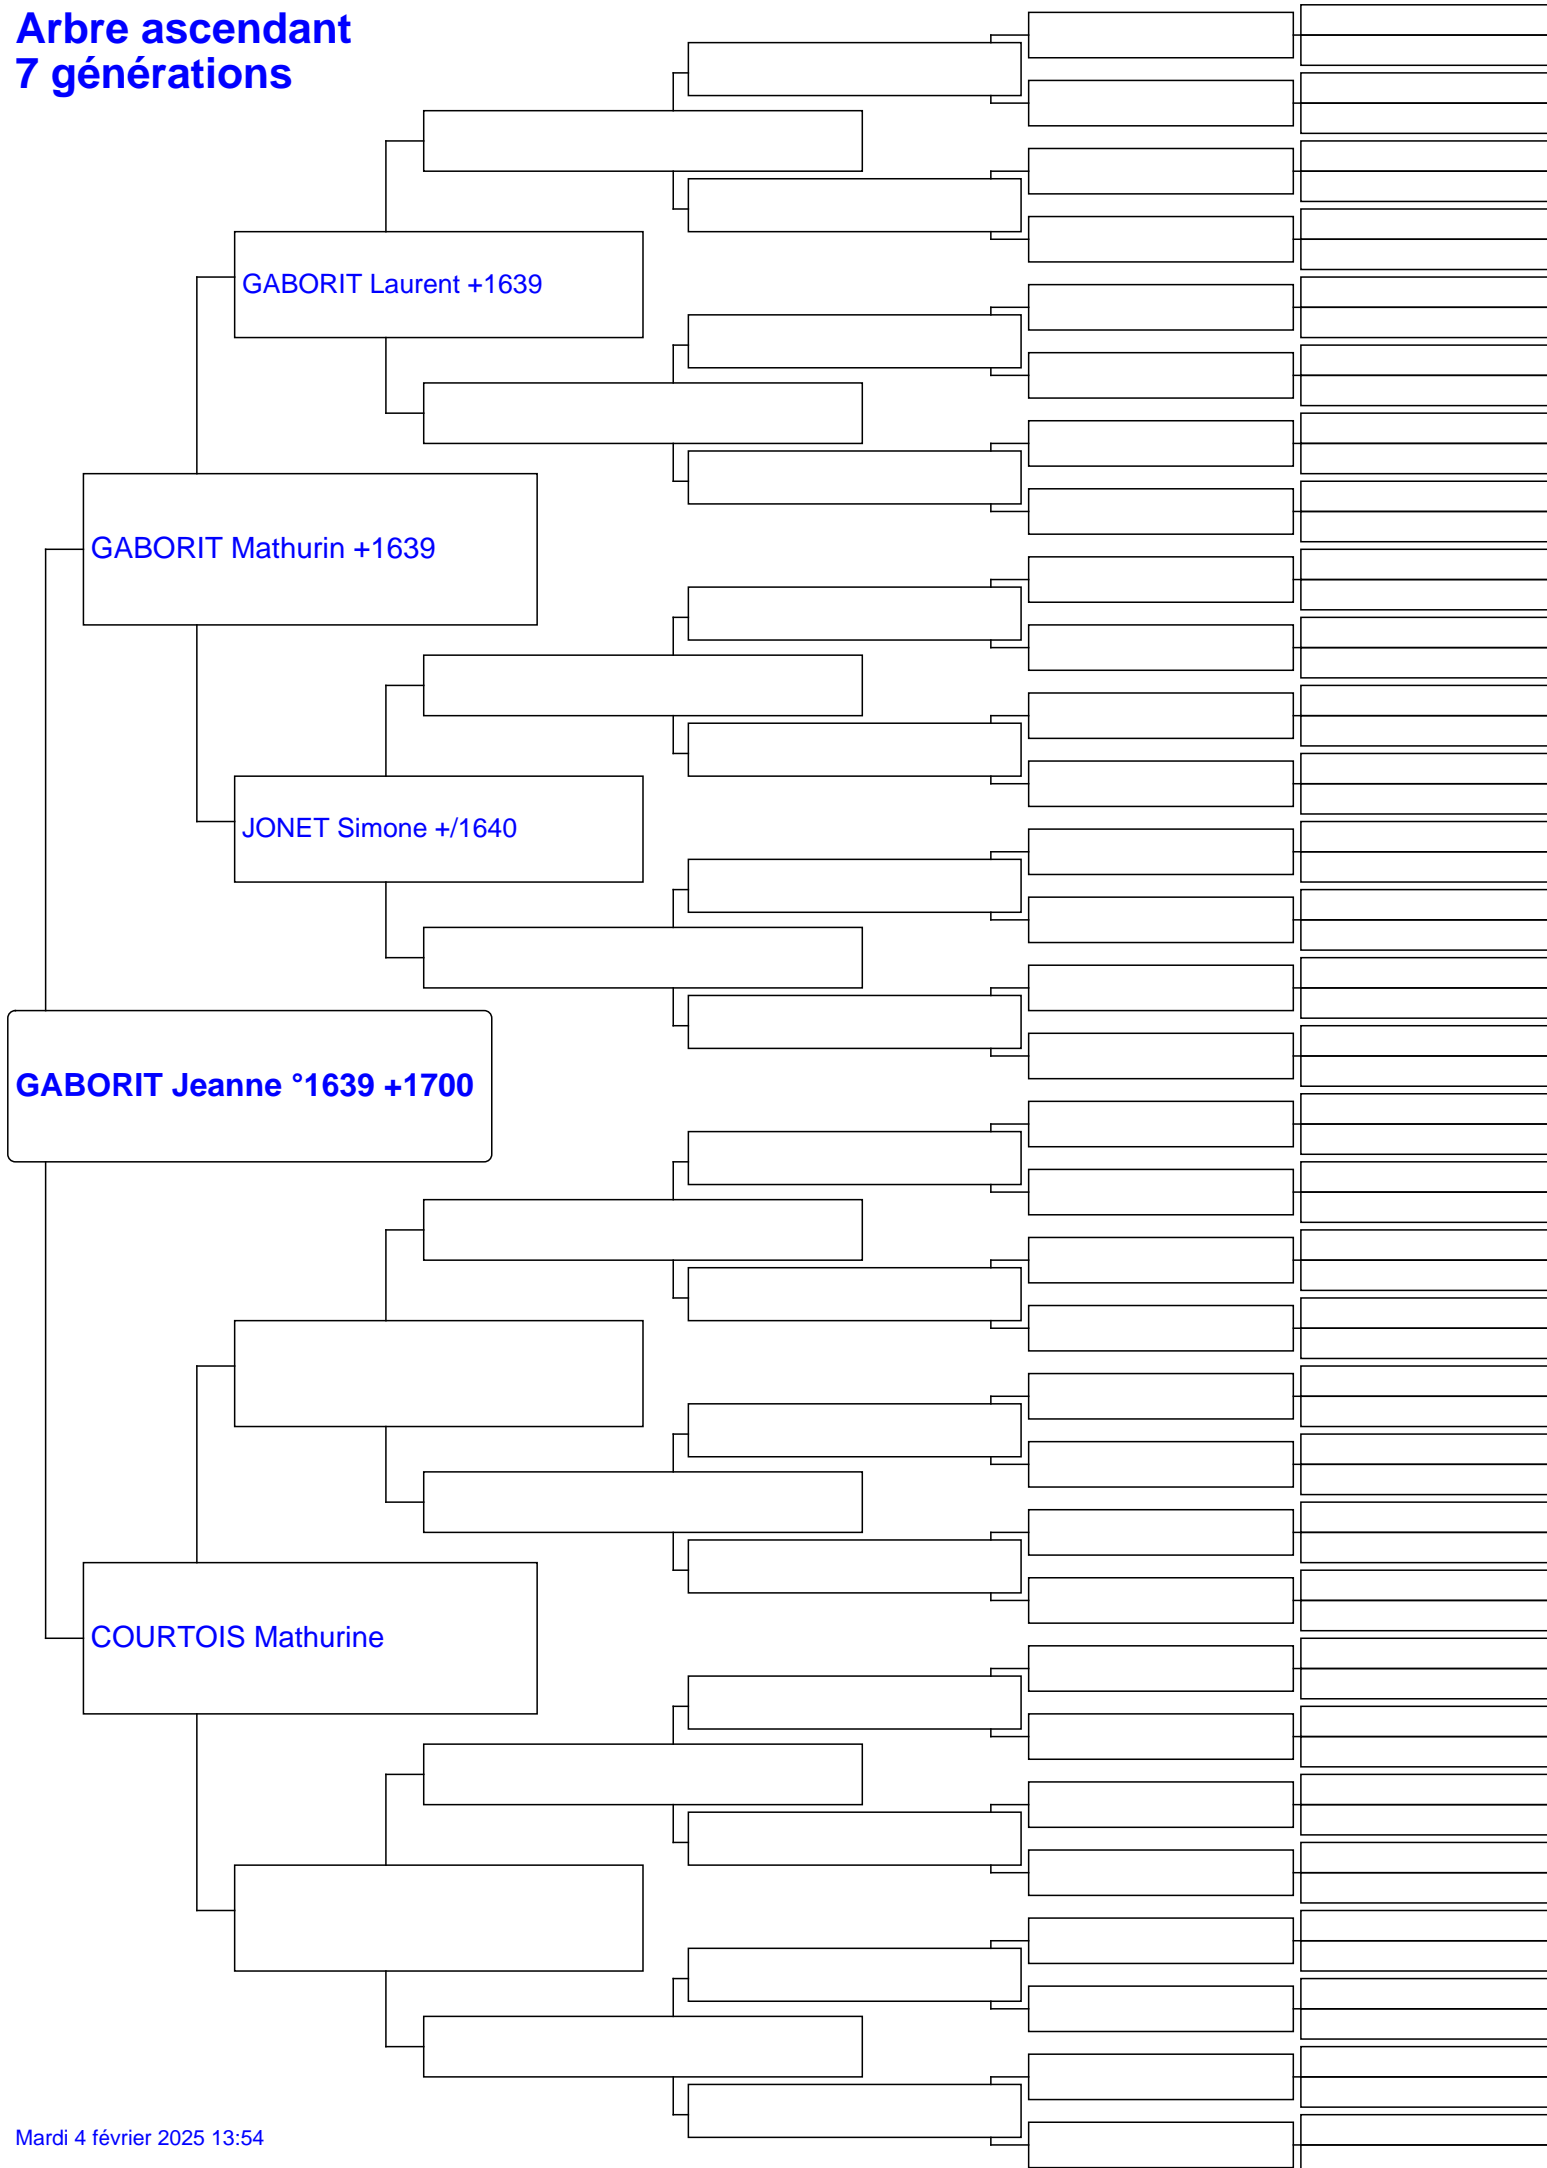 Arbre ascendant
7 générations
GABORIT Laurent +1639
GABORIT Mathurin +1639
JONET Simone +/1640
GABORIT Jeanne °1639 +1700
COURTOIS Mathurine
Mardi 4 février 2025 13:54